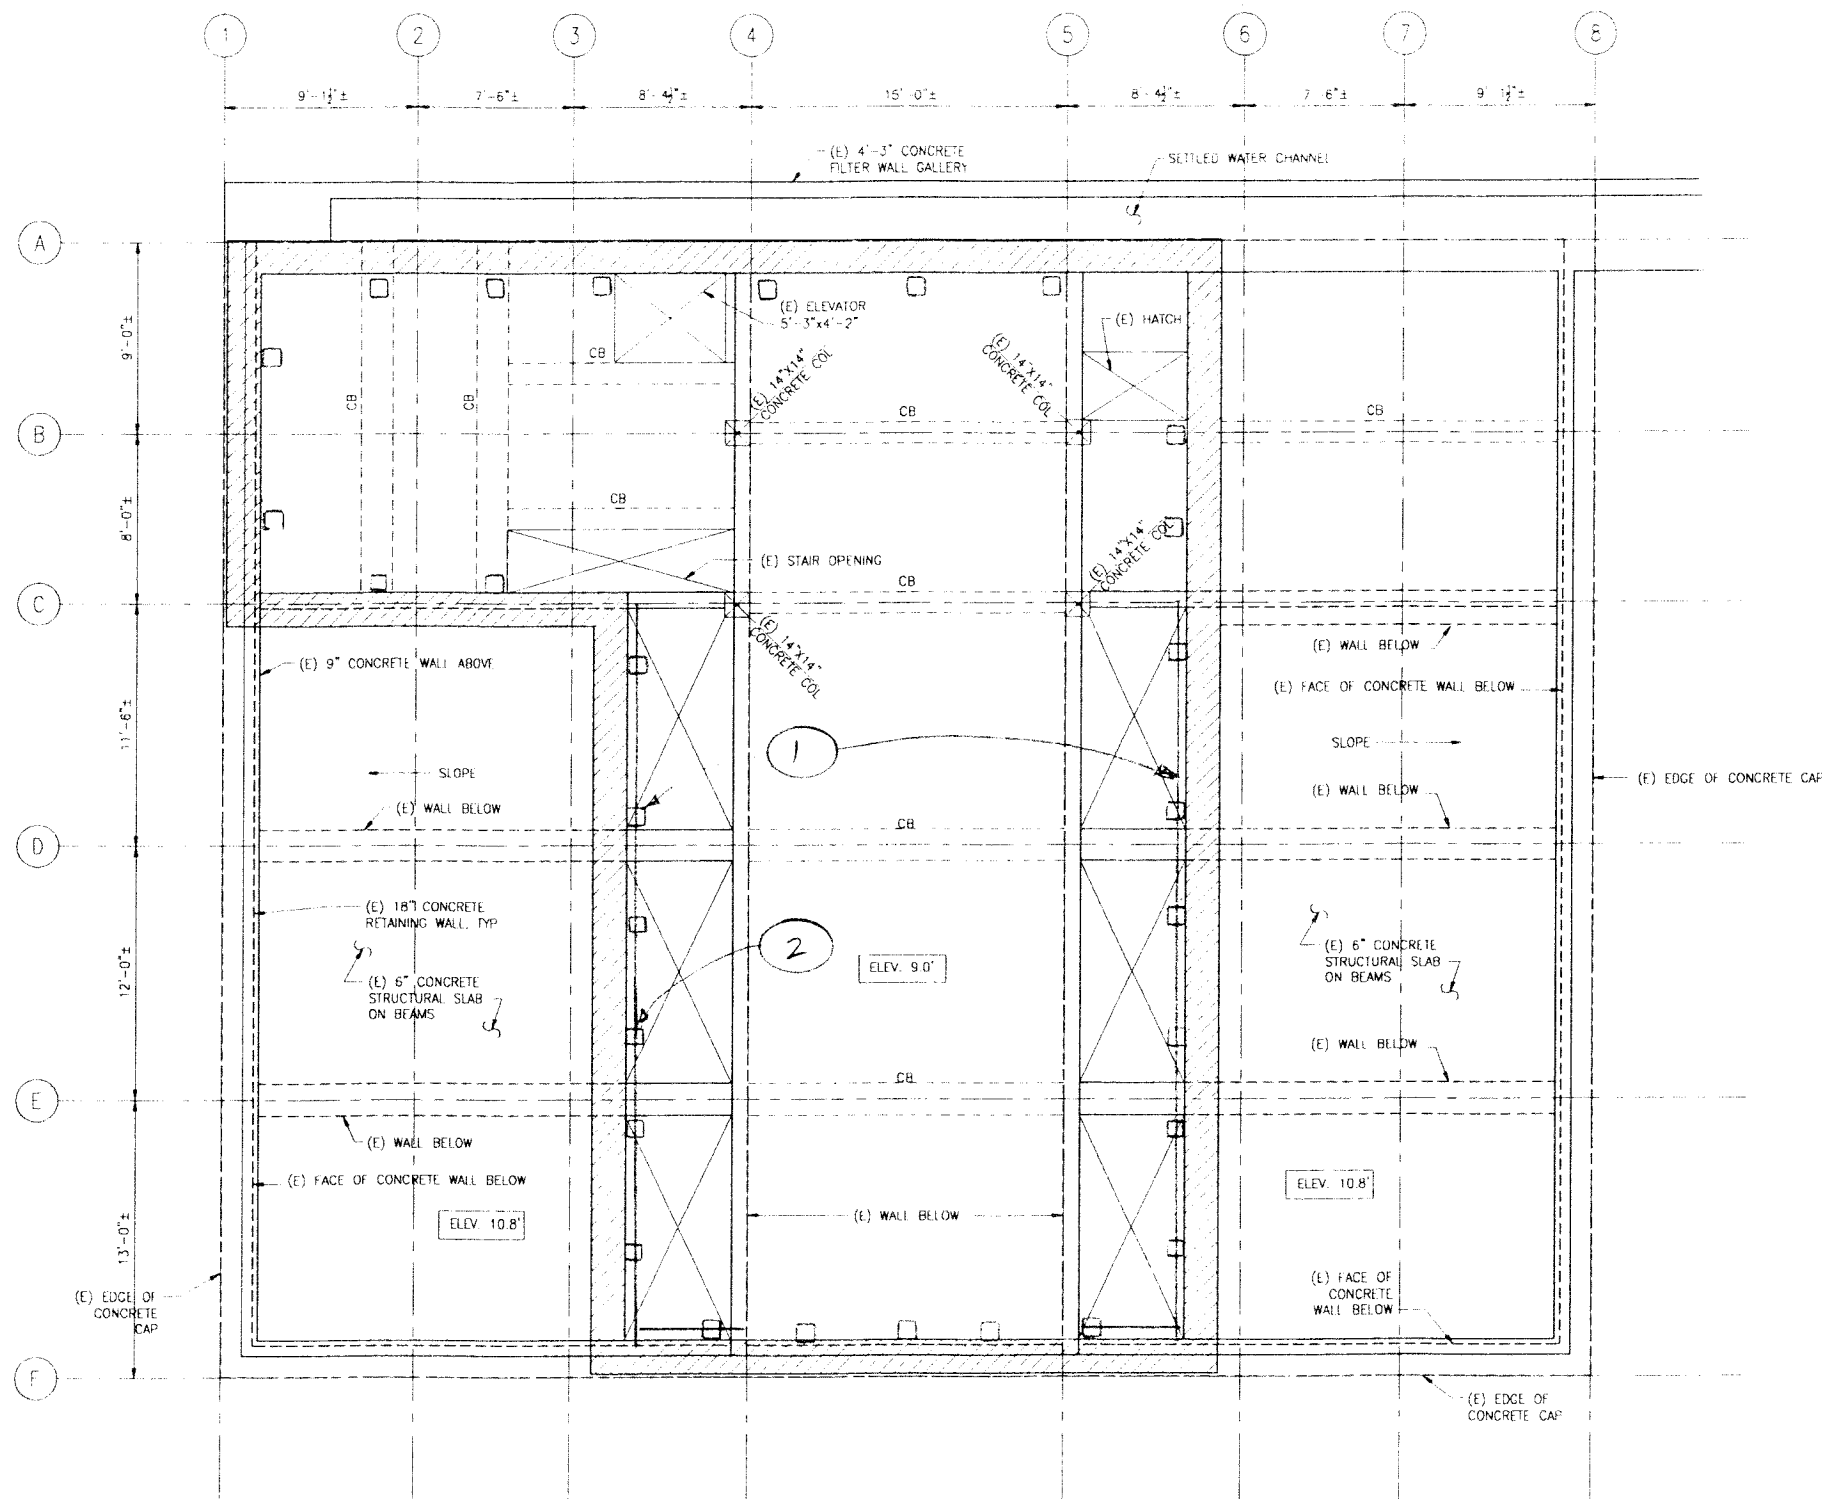 1 2 3 4 5 6 7 8
9'-1½"± 7'-6"± 8'-4½"± 15'-0"± 8'-4½"± 7'-6"± 9'-1½"±
(E) 4'-3" CONCRETE
FILTER WALL GALLERY
SETTLED WATER CHANNEL
A
9'-0"±
(E) ELEVATOR
5'-3"x4'-2"
(E) HATCH
CB
(E) 14"X14"
CONCRETE COL
(E) 14"X14"
CONCRETE COL
CB
CB
CB
CB
B
8'-0"±
CB
(E) 14"X14"
CONCRETE COL
(E) STAIR OPENING
CB
C
(E) 14"X14"
CONCRETE COL
(E) WALL BELOW
(E) 9" CONCRETE WALL ABOVE
(E) FACE OF CONCRETE WALL BELOW
11'-6"±
1
SLOPE
SLOPE
(E) EDGE OF CONCRETE CAP
(E) WALL BELOW
(E) WALL BELOW
CB
D
(E) 18"
CONCRETE
RETAINING WALL, TYP
2
12'-0"±
ELEV. 9.0'
(E) 6" CONCRETE
STRUCTURAL SLAB
ON BEAMS
(E) 6" CONCRETE
STRUCTURAL SLAB
ON BEAMS
(E) WALL BELOW
CB
E
(E) WALL BELOW
(E) FACE OF CONCRETE WALL BELOW
ELEV. 10.8'
ELEV. 10.8'
(E) WALL BELOW
13'-0"±
(E) EDGE OF
CONCRETE
CAP
(E) FACE OF
CONCRETE
WALL BELOW
F
(E) EDGE OF
CONCRETE CAP